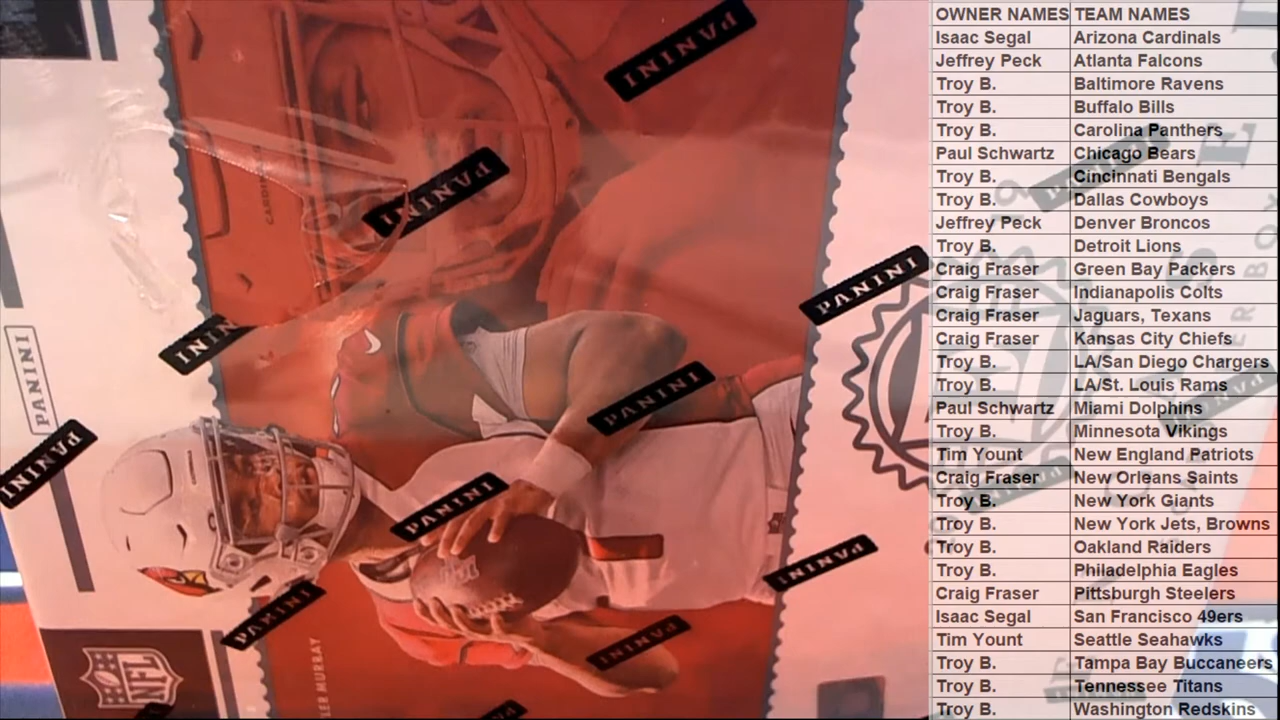 OWNER NAMES TEAM NAMES
Isaac Segal Arizona Cardinals
Jeffrey Peck Atlanta Falcons
Troy B. Baltimore Ravens
Troy B. Buffalo Bills
Troy B. Carolina Panthers
Paul Schwartz Chicago Bears
Troy B. Cincinnati Bengals
Troy B. Dallas Cowboys
Jeffrey Peck Denver Broncos
Troy B. Detroit Lions
Craig Fraser Green Bay Packers
Craig Fraser Indianapolis Colts
Craig Fraser Jaguars, Texans
Craig Fraser Kansas City Chiefs
Troy B. LA/San Diego Chargers
Troy B. LA/St. Louis Rams
Paul Schwartz Miami Dolphins
Troy B. Minnesota Vikings
Tim Yount New England Patriots
Craig Fraser New Orleans Saints
Troy B. New York Giants
Troy B. New York Jets, Browns
Troy B. Oakland Raiders
Troy B. Philadelphia Eagles
Craig Fraser Pittsburgh Steelers
Isaac Segal San Francisco 49ers
Tim Yount Seattle Seahawks
Troy B. Tampa Bay Buccaneers
Troy B. Tennessee Titans
Troy B. Washington Redskins
PANINI
PANINI
PANINI
PANINI
PANINI
PANINI
PANINI
PANINI
PANINI
PANINI
INI
NFL
LER MURRAY